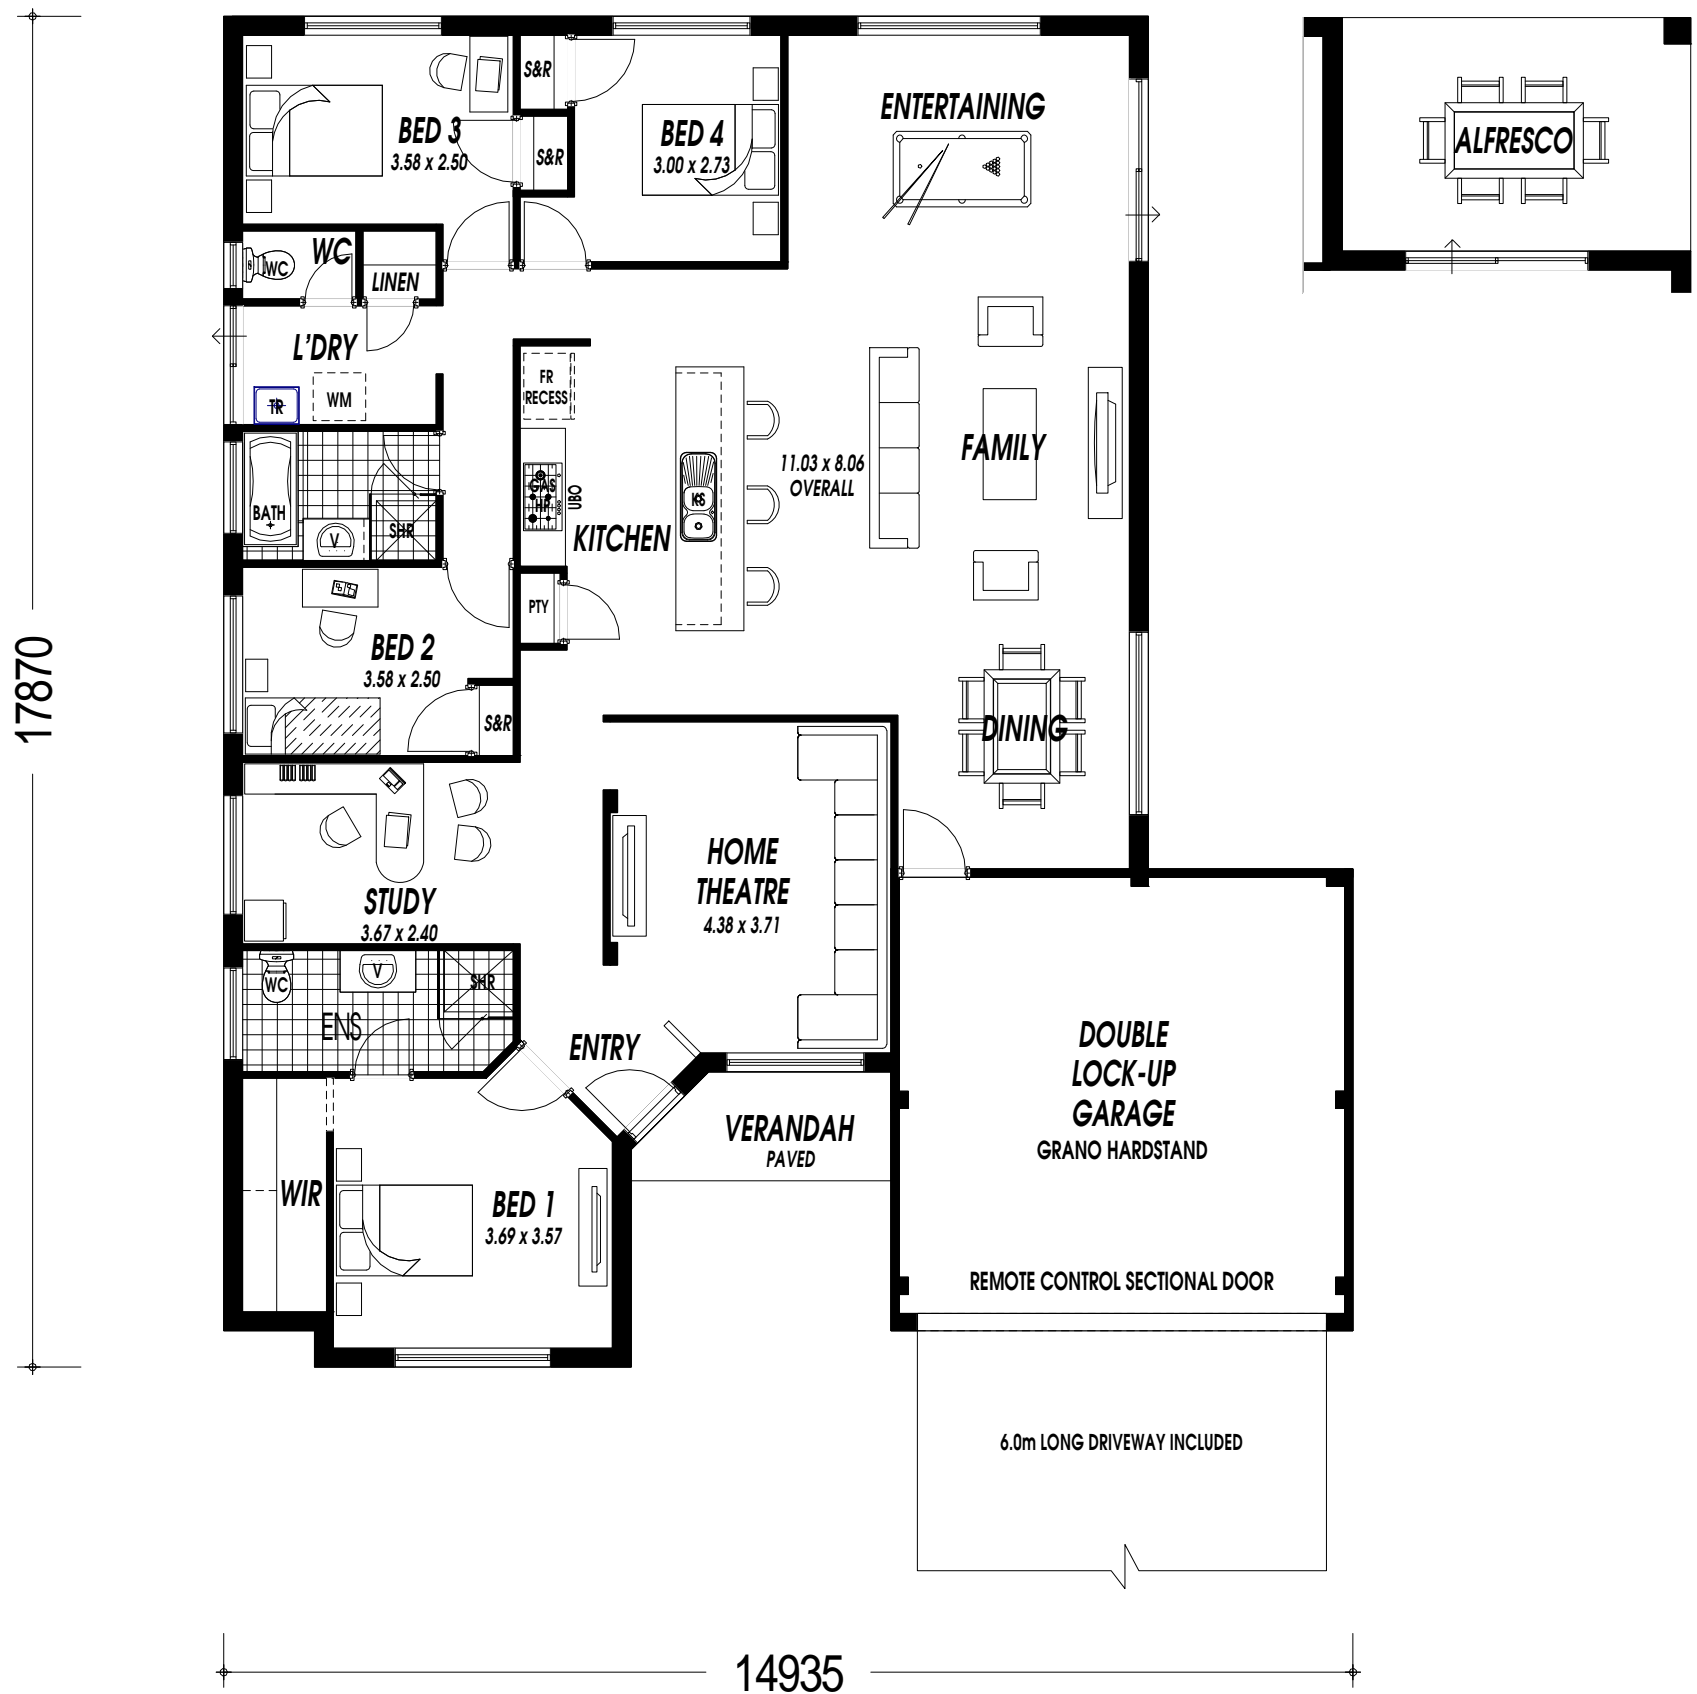 S&R
BED 3
3.58 x 2.50
S&R
BED 4
3.00 x 2.73
ENTERTAINING
ALFRESCO
WC
WC
LINEN
L'DRY
TR
WM
FR
RECESS
BATH
V
SHR
GAS
HP
UBO
KITCHEN
KS
11.03 x 8.06
OVERALL
FAMILY
PTY
BED 2
3.58 x 2.50
S&R
DINING
17870
HOME
THEATRE
4.38 x 3.71
STUDY
3.67 x 2.40
WC
V
SHR
ENS
ENTRY
DOUBLE
LOCK-UP
GARAGE
GRANO HARDSTAND
VERANDAH
PAVED
WIR
BED 1
3.69 x 3.57
REMOTE CONTROL SECTIONAL DOOR
6.0m LONG DRIVEWAY INCLUDED
14935